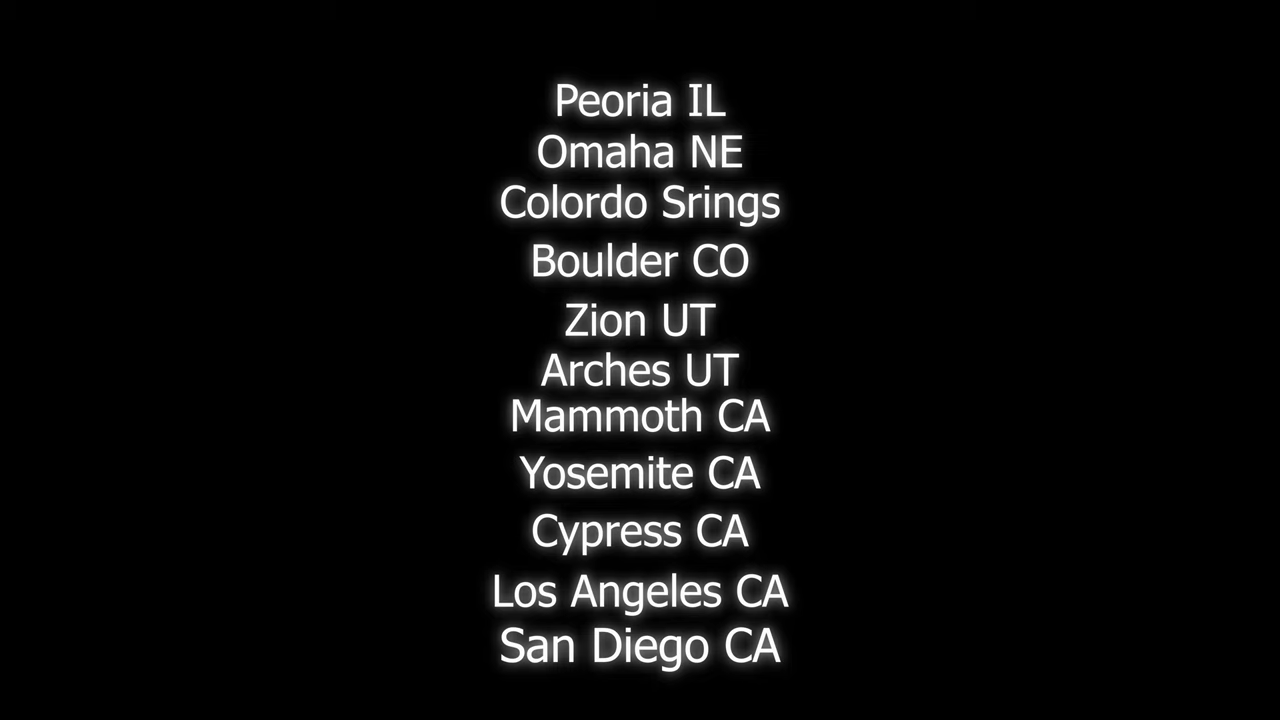 Peoria IL
Omaha NE
Colordo Srings
Boulder CO
Zion UT
Arches UT
Mammoth CA
Yosemite CA
Cypress CA
Los Angeles CA
San Diego CA